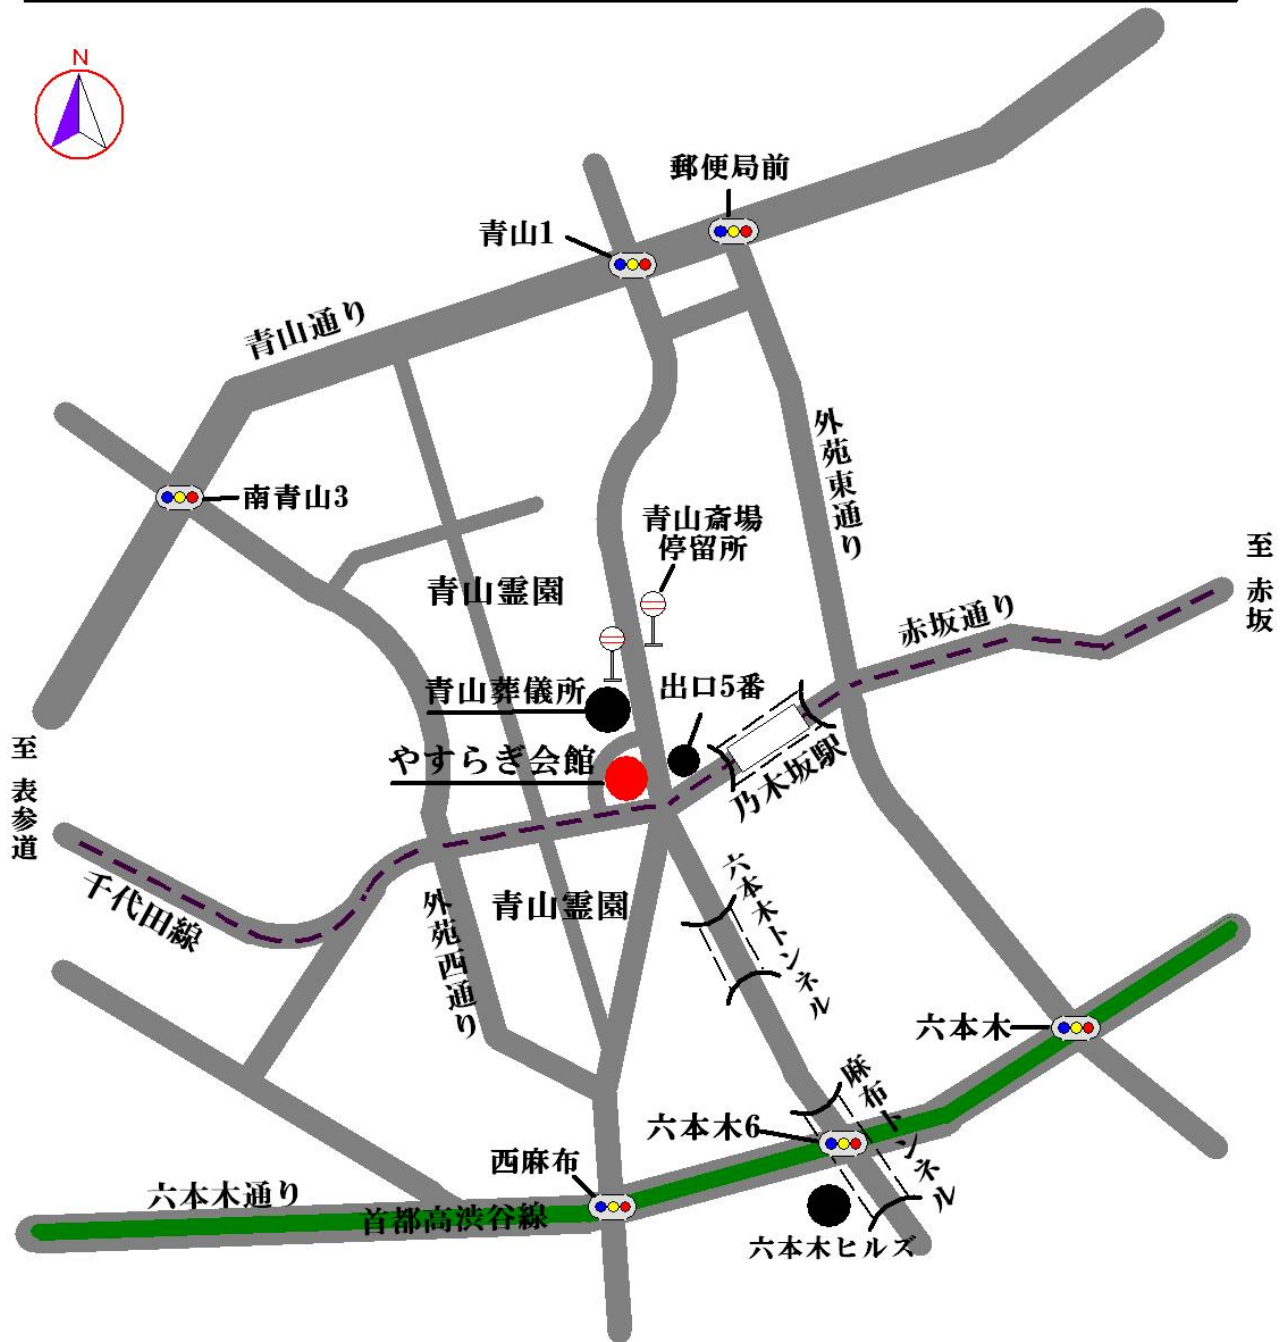 N
郵便局前
青山1
青山通り
外苑東通り
南青山3
青山斎場
停留所
至 赤坂
青山霊園
赤坂通り
青山葬儀所
出口5番
至 表参道
やすらぎ会館
乃木坂駅
千代田線
外苑西通り
青山霊園
六本木トンネル
六本木
麻布トンネル
六本木6
西麻布
六本木通り
首都高渋谷線
六本木ヒルズ